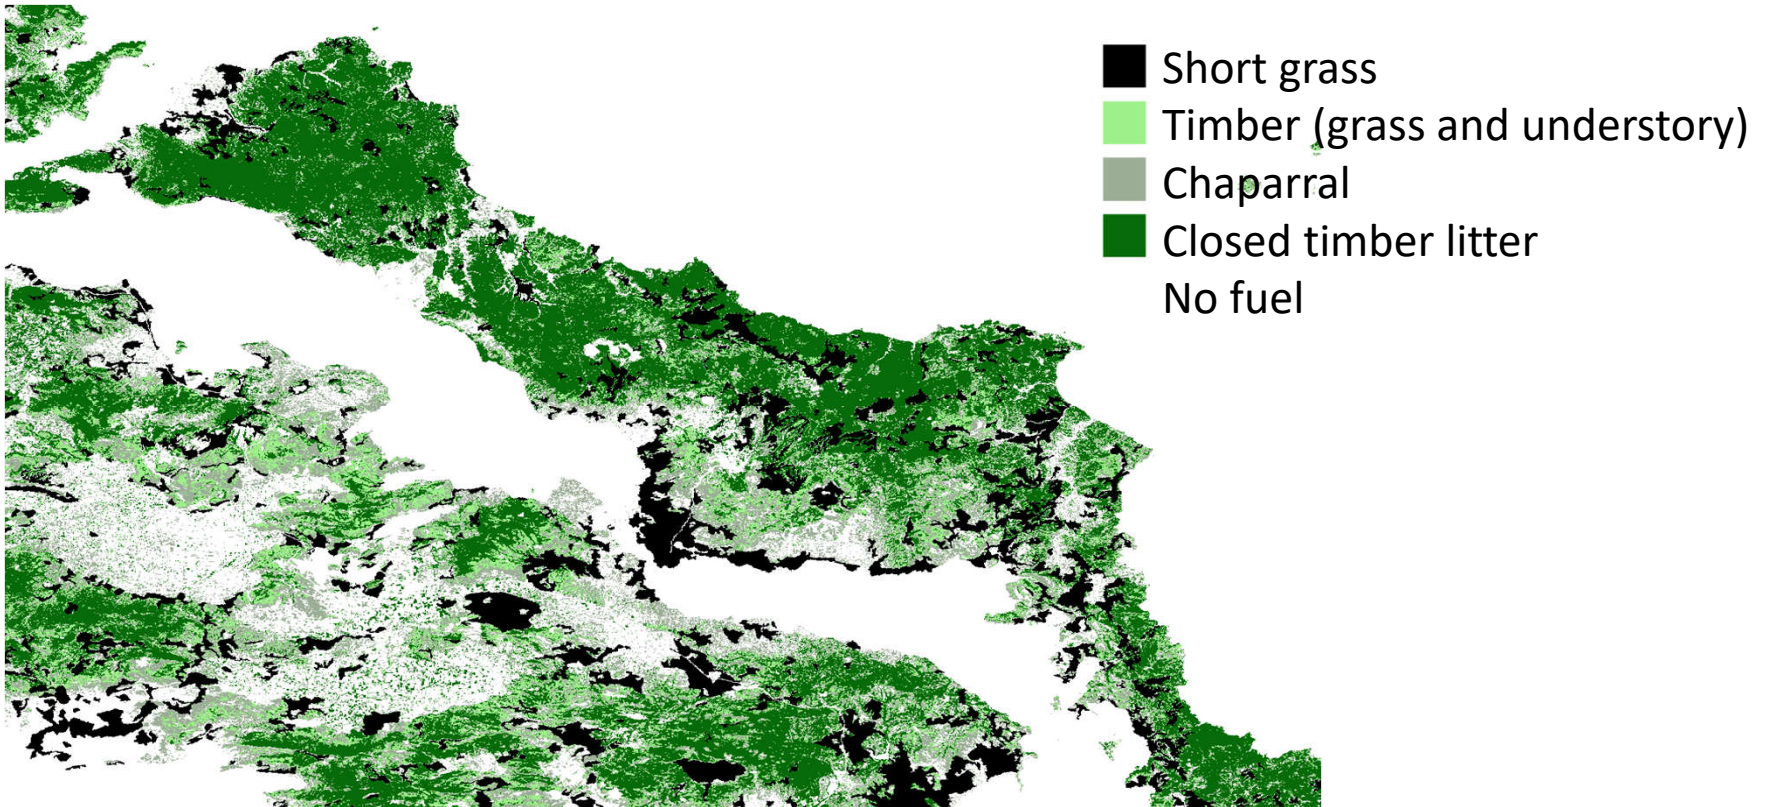 Short grass
Timber (grass and understory)
Chaparral
Closed timber litter
No fuel